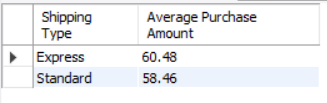 Shipping Type Average Purchase Amount
Express 60.48
Standard 58.46